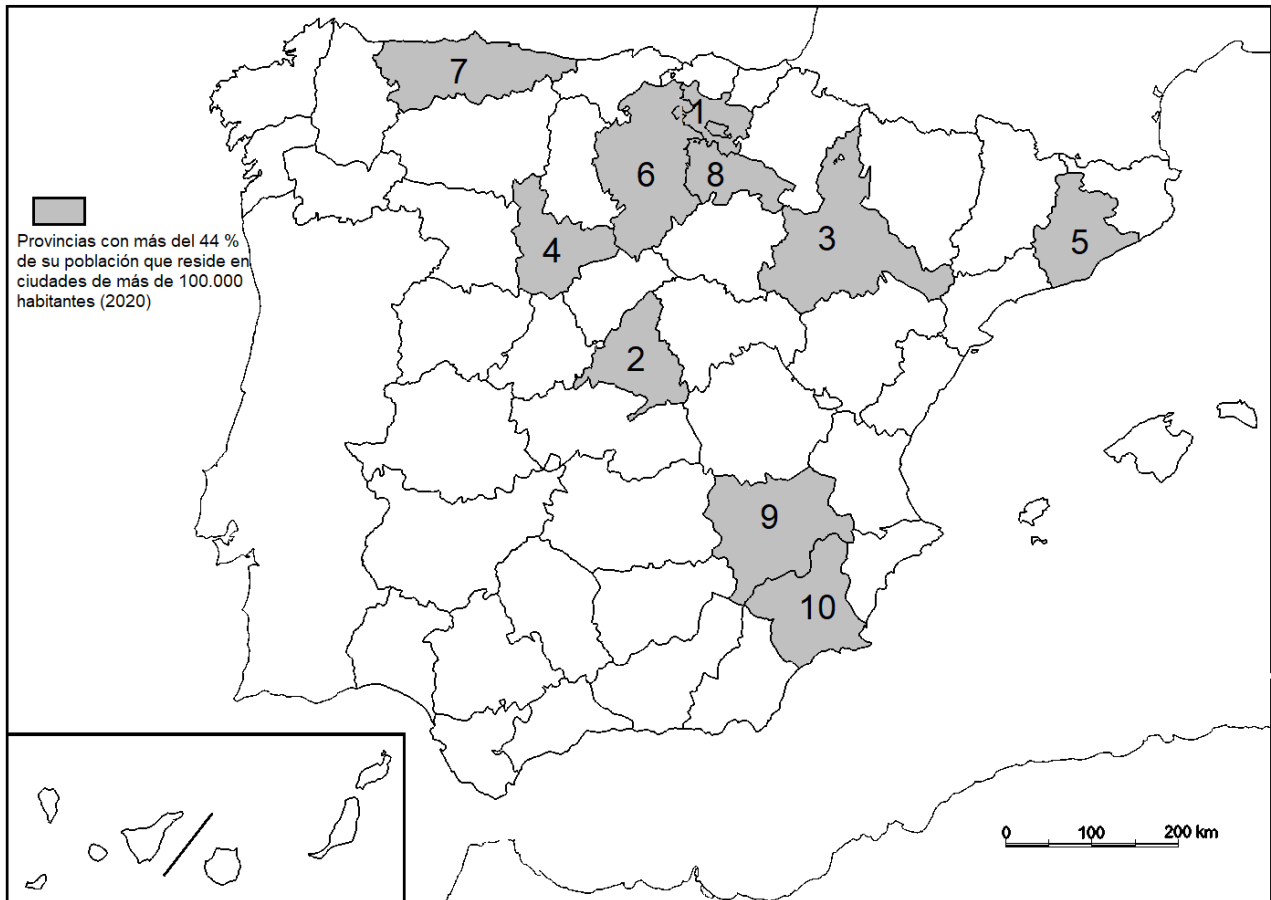 7
1
6
8
3
5
4
Provincias con más del 44 %
de su población que reside en
ciudades de más de 100.000
habitantes (2020)
2
9
10
0 100 200 km